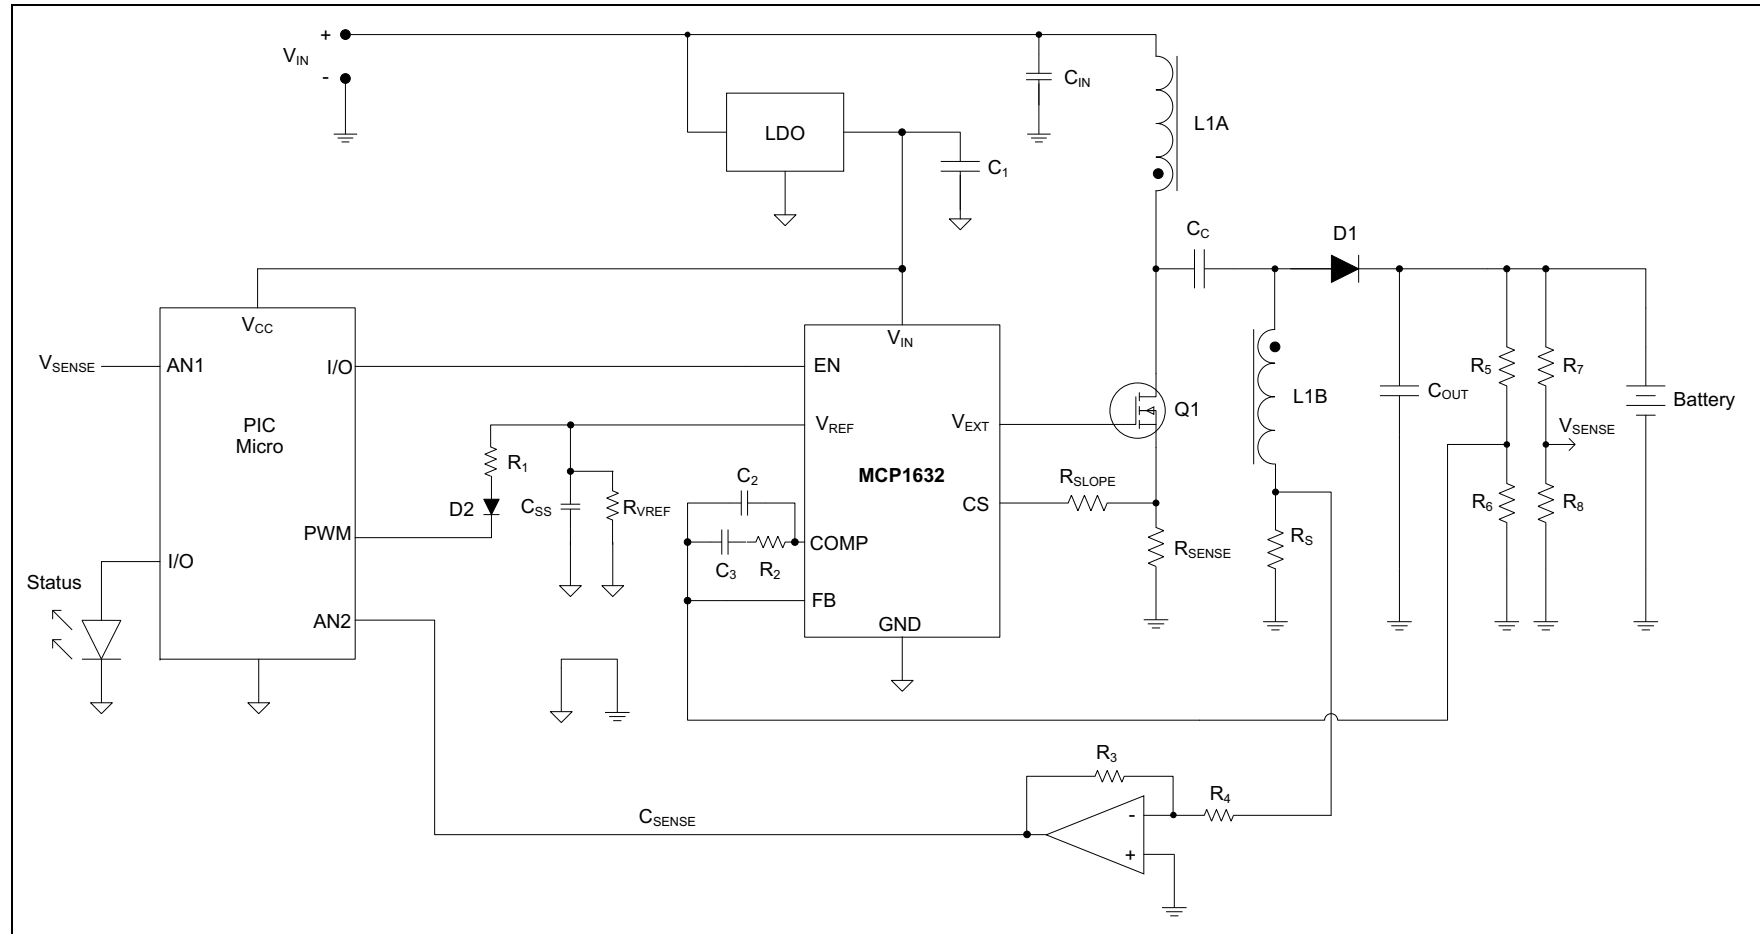 +
V_IN
-
C_IN
LDO
L1A
C_1
C_C
D1
V_CC
V_IN
V_SENSE
AN1
I/O
EN
R_5
R_7
C_OUT
L1B
Battery
PIC
Micro
V_REF
V_EXT
Q1
V_SENSE
R_1
MCP1632
C_2
R_SLOPE
D2
C_SS
R_VREF
CS
R_6
R_8
PWM
COMP
R_SENSE
R_S
I/O
C_3
R_2
Status
FB
AN2
GND
R_3
R_4
C_SENSE
-
+